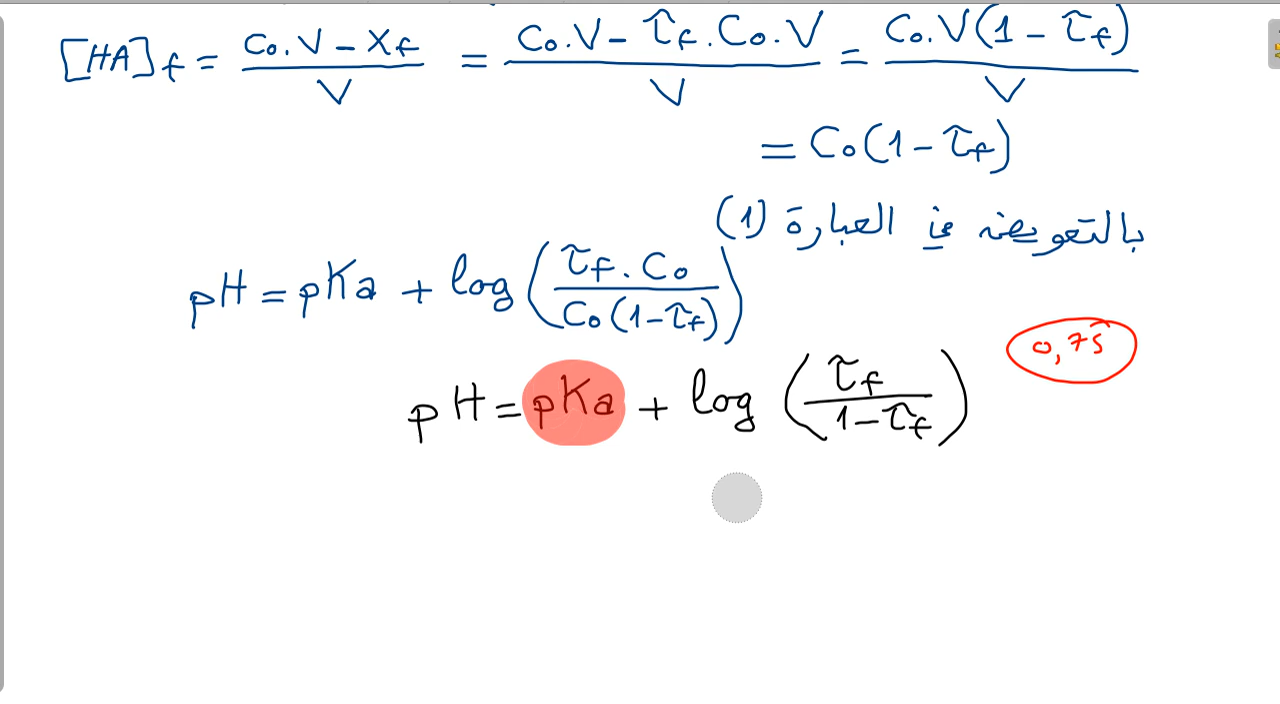 [HA]f = (C₀.V − xf)/V = (C₀.V − τf.C₀.V)/V = C₀.V(1 − τf)/V
= C₀(1 − τf)
بالتعويض في العبارة (1)
pH = pKa + log(τf.C₀ / C₀(1−τf))
0,75
pH = pKa + log(τf / 1−τf)